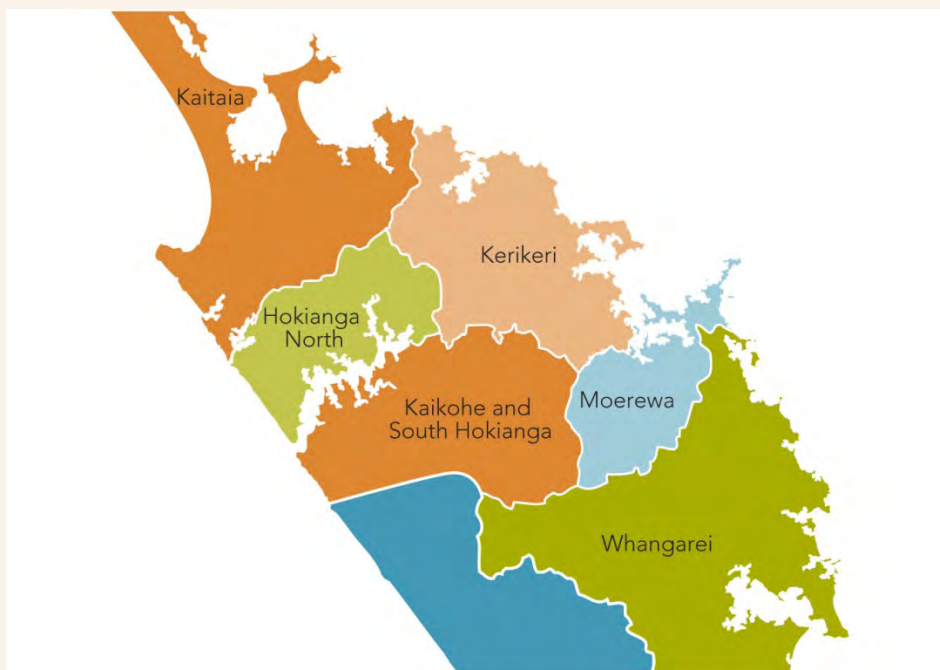 Kaitaia
Kerikeri
Hokianga
North
Kaikohe and
South Hokianga
Moerewa
Whangarei